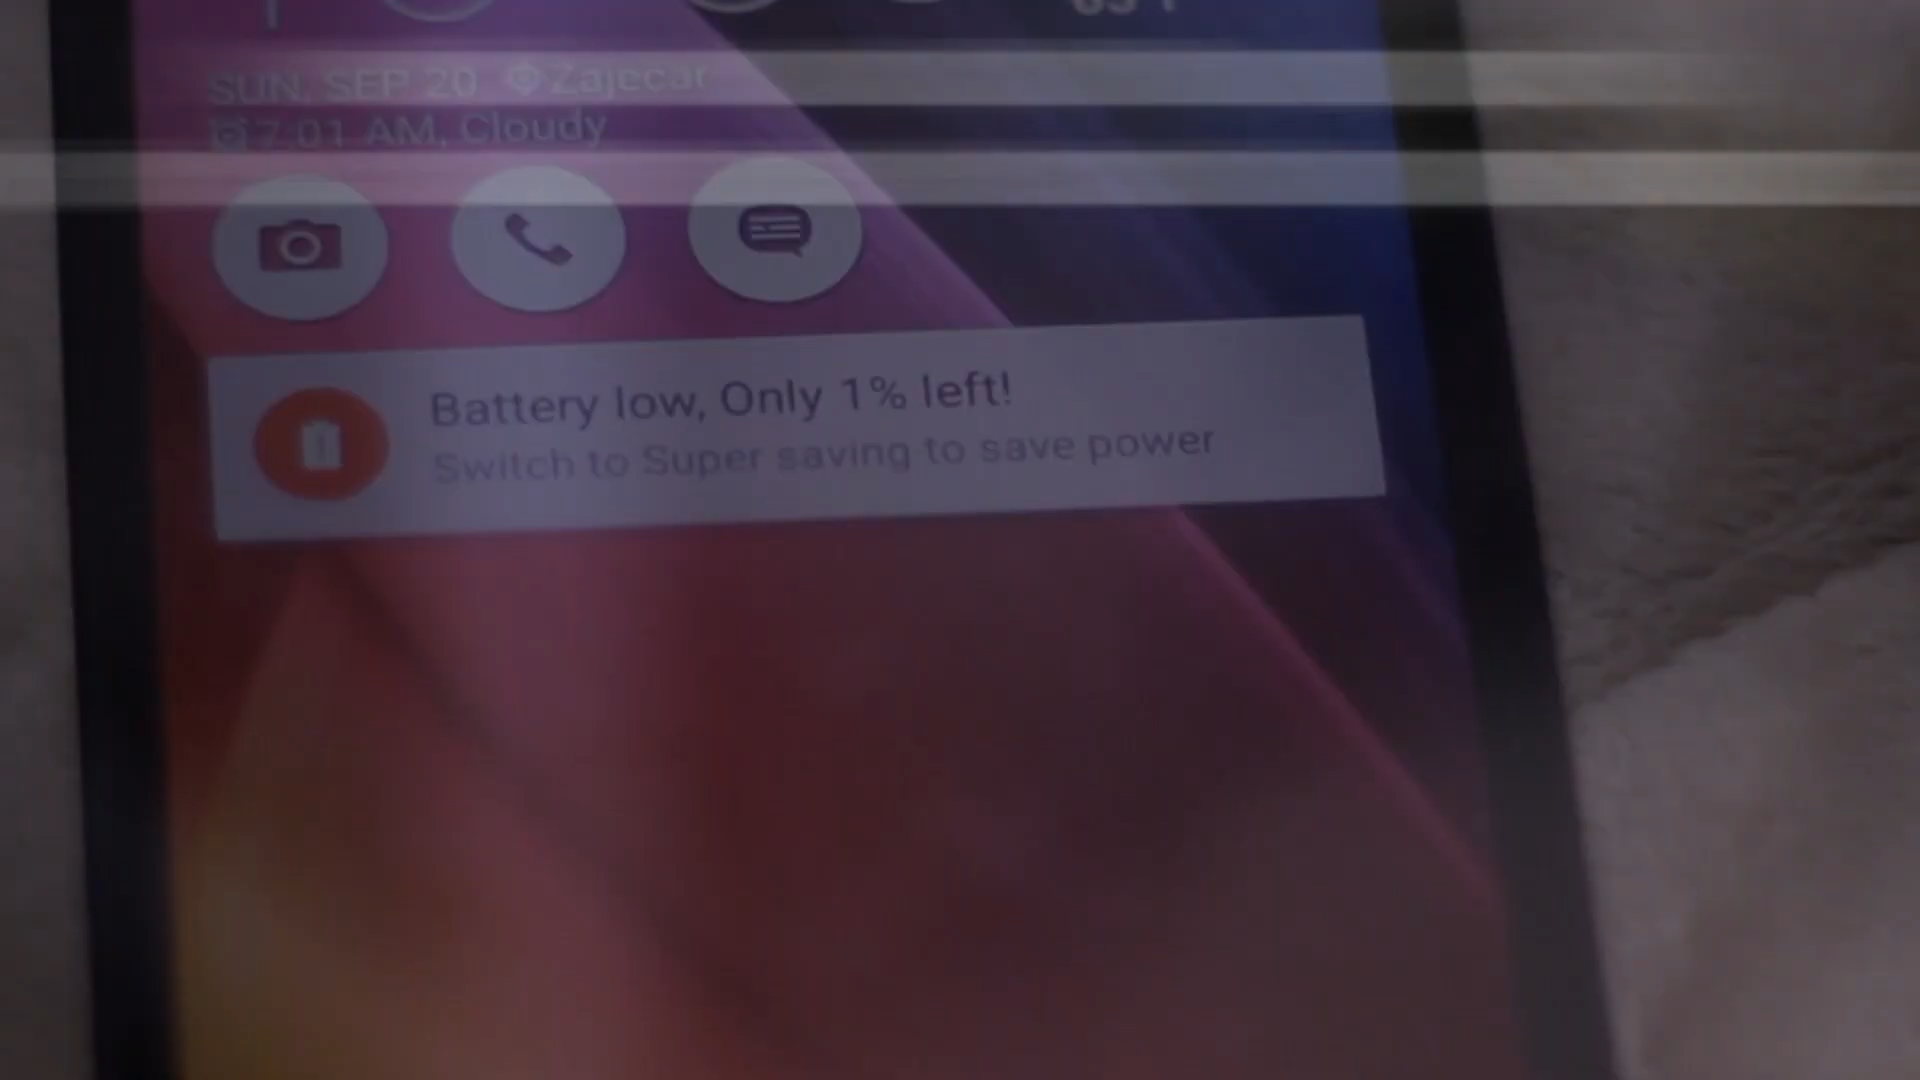 SUN, SEP 20 Zajecar
7:01 AM, Cloudy
Battery low, Only 1% left!
Switch to Super saving to save power